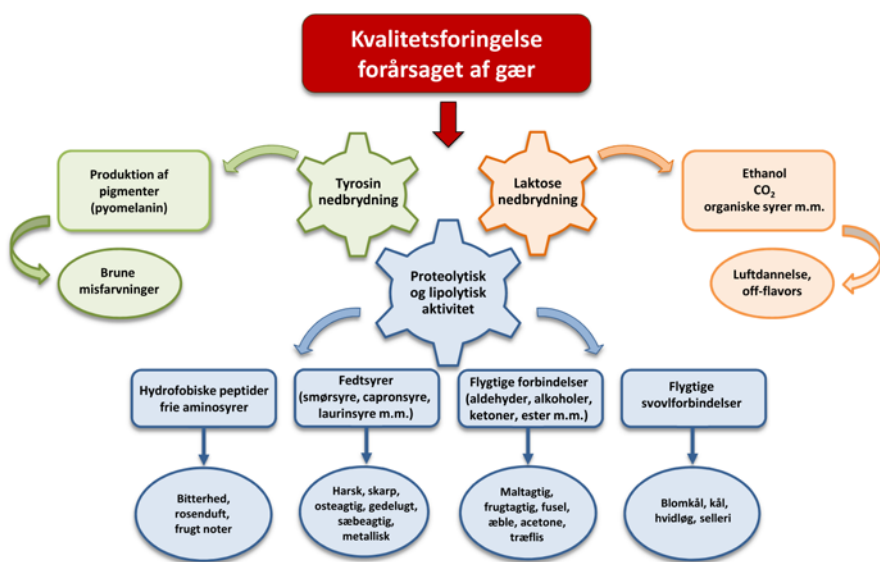 Kvalitetsforingelse
forårsaget af gær
Tyrosin
nedbrydning
Laktose
nedbrydning
Produktion af
pigmenter
(pyomelanin)
Ethanol
CO₂
organiske syrer m.m.
Brune
misfarvninger
Luftdannelse,
off-flavors
Proteolytisk
og lipolytisk
aktivitet
Hydrofobiske peptider
frie aminosyrer
Fedtsyrer
(smørsyre, capronsyre,
laurinsyre m.m.)
Flygtige forbindelser
(aldehyder, alkoholer,
ketoner, ester m.m.)
Flygtige
svovlforbindelser
Bitterhed,
rosenduft,
frugt noter
Harsk, skarp,
osteagtig, gedelugt,
sæbeagtig,
metallisk
Maltagtig,
frugtagtig, fusel,
æble, acetone,
træflis
Blomkål, kål,
hvidløg, selleri